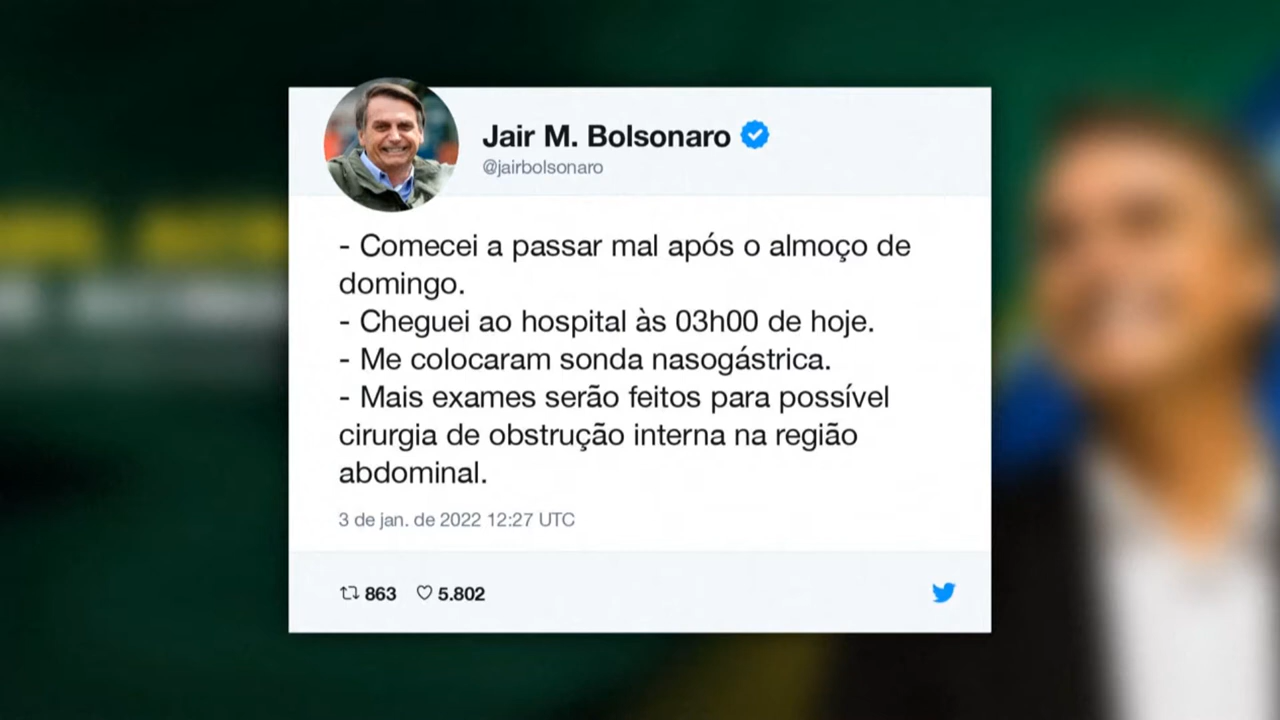 Jair M. Bolsonaro
@jairbolsonaro
- Comecei a passar mal após o almoço de
domingo.
- Cheguei ao hospital às 03h00 de hoje.
- Me colocaram sonda nasogástrica.
- Mais exames serão feitos para possível
cirurgia de obstrução interna na região
abdominal.
3 de jan. de 2022 12:27 UTC
863 5.802